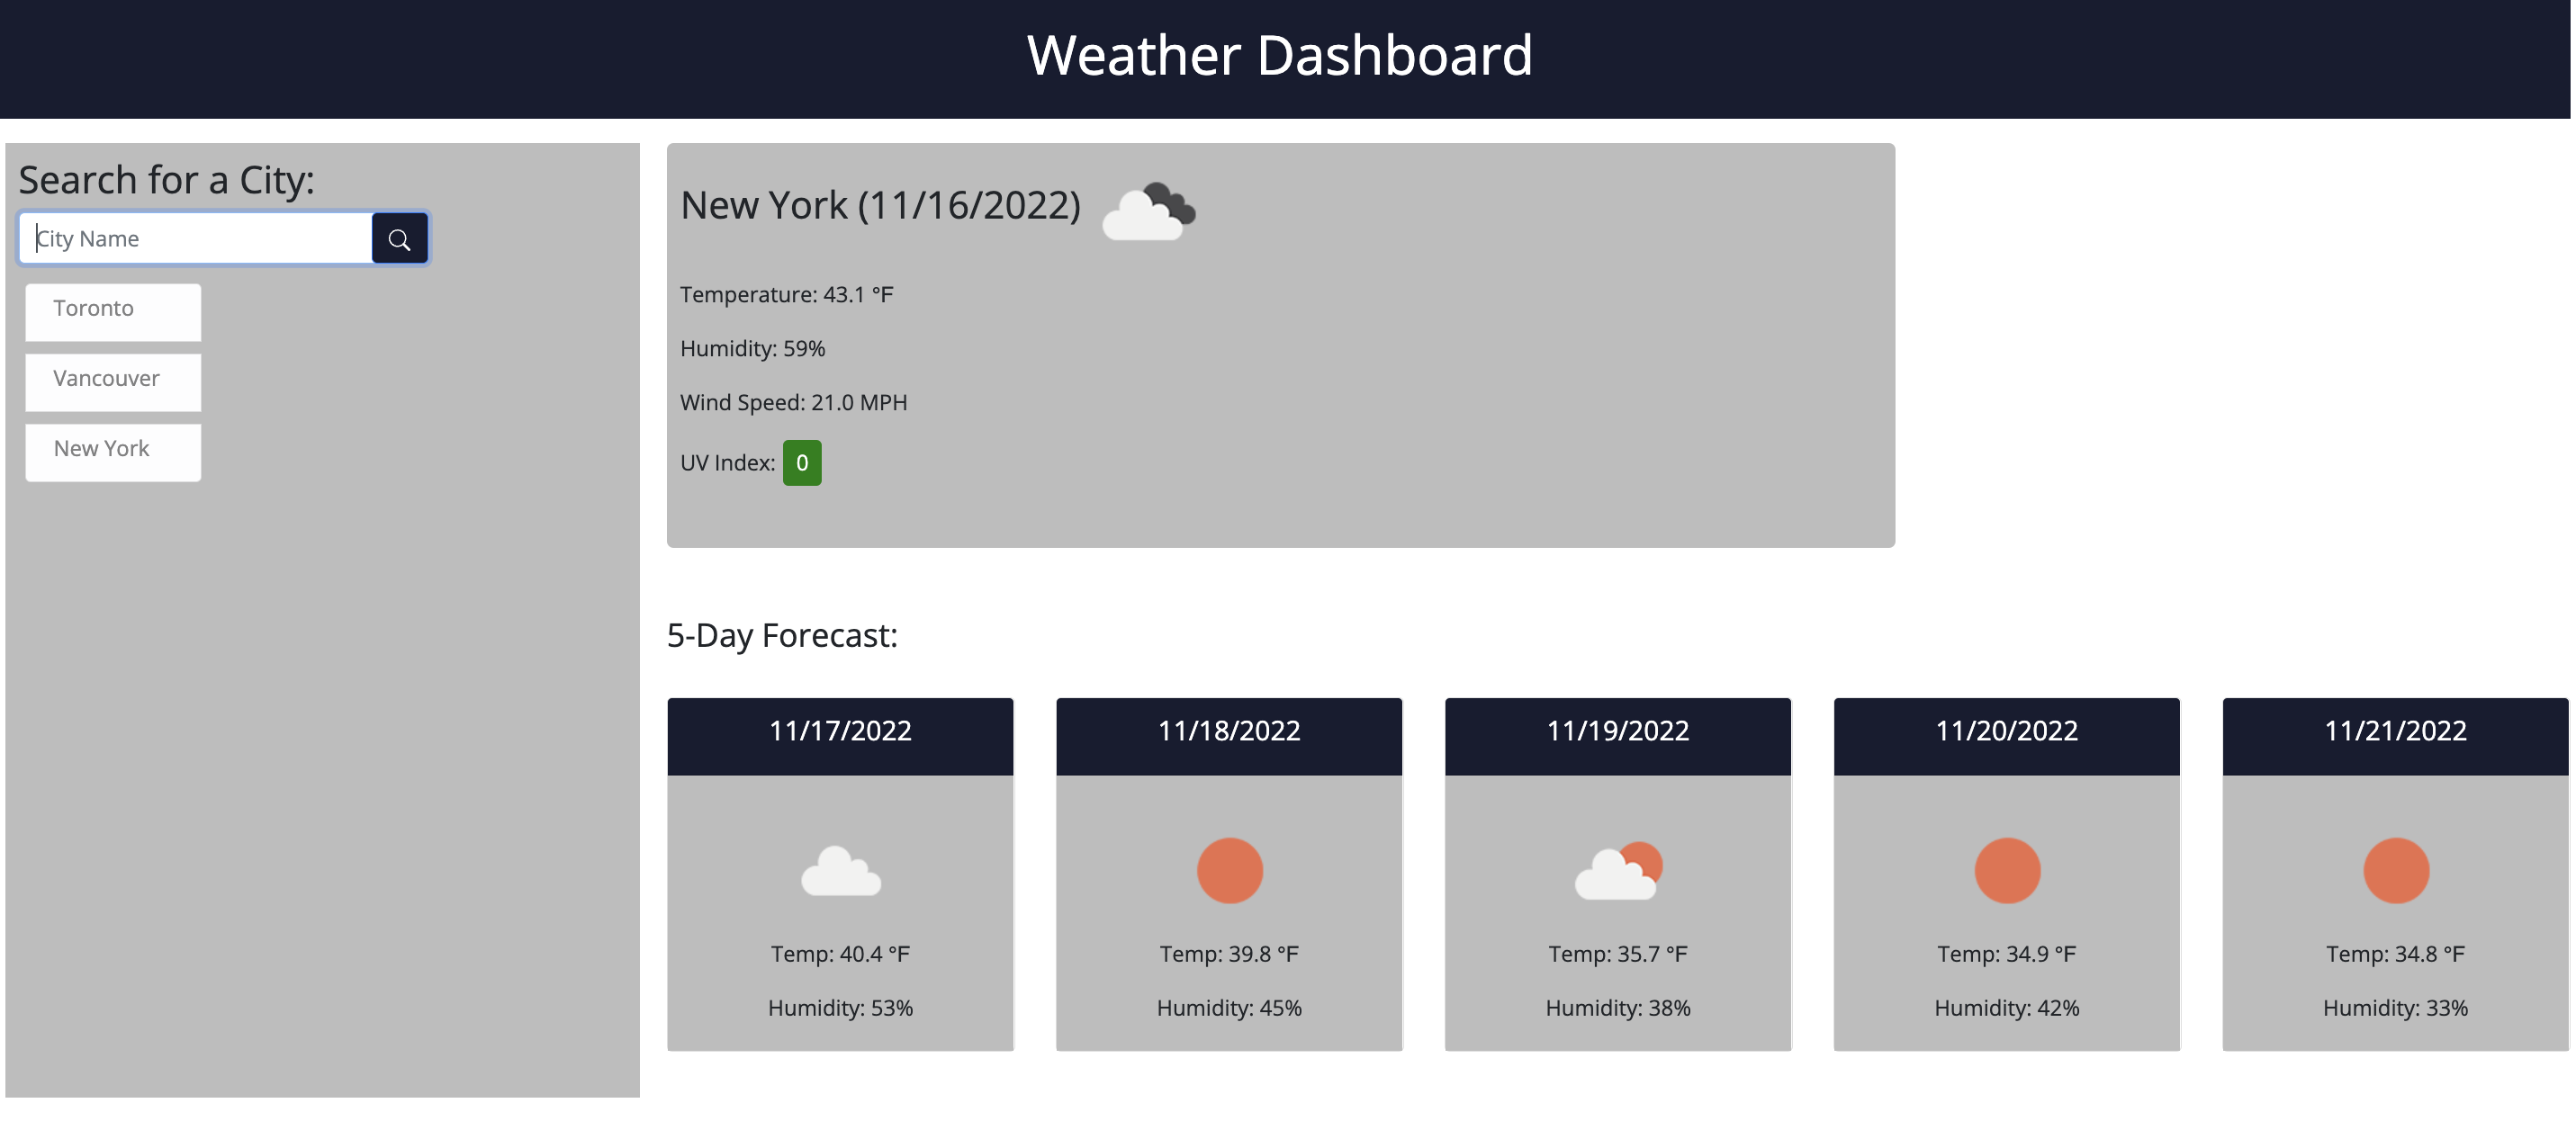 Weather Dashboard
Search for a City:
City Name
Toronto
Vancouver
New York
New York (11/16/2022)
Temperature: 43.1 °F
Humidity: 59%
Wind Speed: 21.0 MPH
UV Index: 0
5-Day Forecast:
11/17/2022
Temp: 40.4 °F
Humidity: 53%
11/18/2022
Temp: 39.8 °F
Humidity: 45%
11/19/2022
Temp: 35.7 °F
Humidity: 38%
11/20/2022
Temp: 34.9 °F
Humidity: 42%
11/21/2022
Temp: 34.8 °F
Humidity: 33%